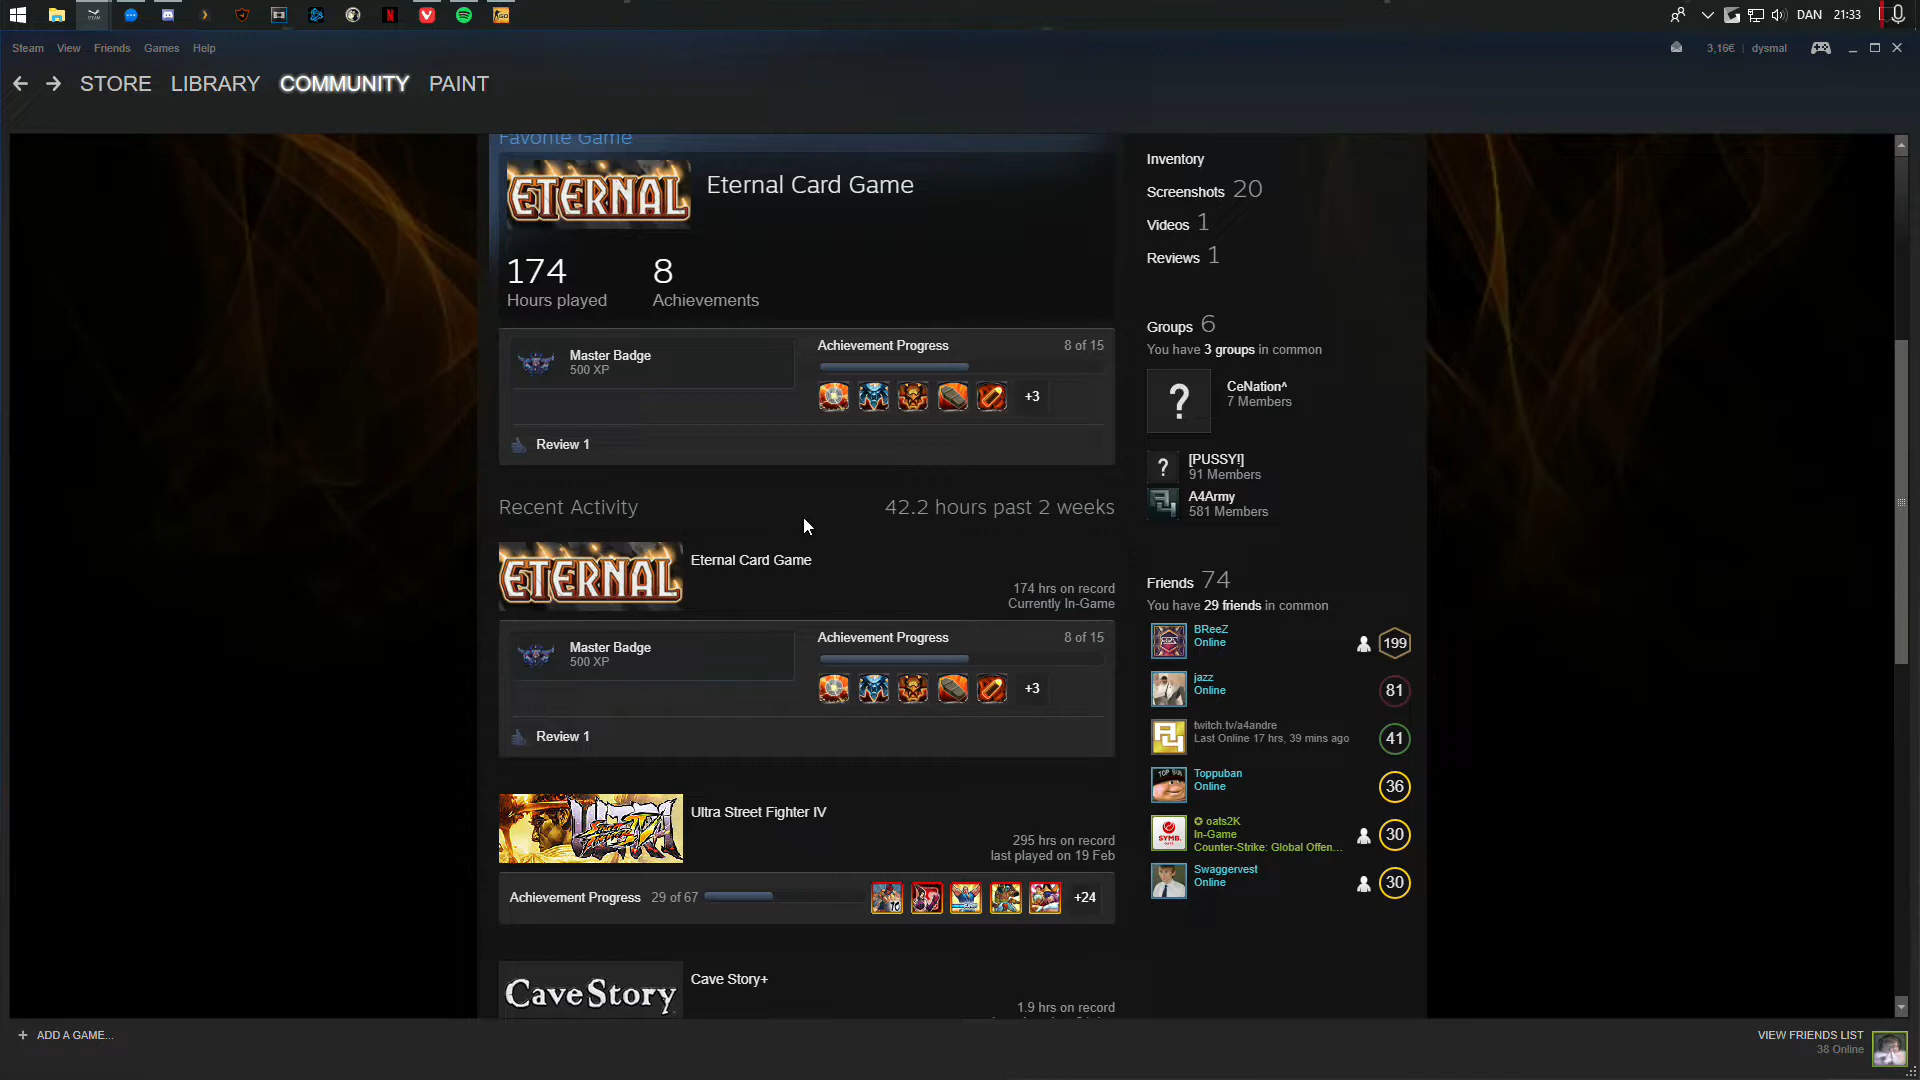 DAN 21:33
Steam View Friends Games Help
3,16€ dysmal
STORE LIBRARY COMMUNITY PAINT
Favorite Game
ETERNAL
Eternal Card Game
174
Hours played
8
Achievements
Master Badge
500 XP
Achievement Progress 8 of 15
+3
Review 1
Recent Activity 42.2 hours past 2 weeks
ETERNAL
Eternal Card Game
174 hrs on record
Currently In-Game
Master Badge
500 XP
Achievement Progress 8 of 15
+3
Review 1
ULTRA
STREET FIGHTER IV
Ultra Street Fighter IV
295 hrs on record
last played on 19 Feb
Achievement Progress 29 of 67
+24
Cave Story
Cave Story+
1.9 hrs on record
Inventory
Screenshots 20
Videos 1
Reviews 1
Groups 6
You have 3 groups in common
?
CeNation^
7 Members
?
[PUSSY!]
91 Members
A4Army
581 Members
Friends 74
You have 29 friends in common
BReeZ
Online
199
jazz
Online
81
twitch.tv/a4andre
Last Online 17 hrs, 39 mins ago
41
Toppuban
Online
36
✪ oats2K
In-Game
Counter-Strike: Global Offen...
30
Swaggervest
Online
30
+ ADD A GAME...
VIEW FRIENDS LIST
38 Online